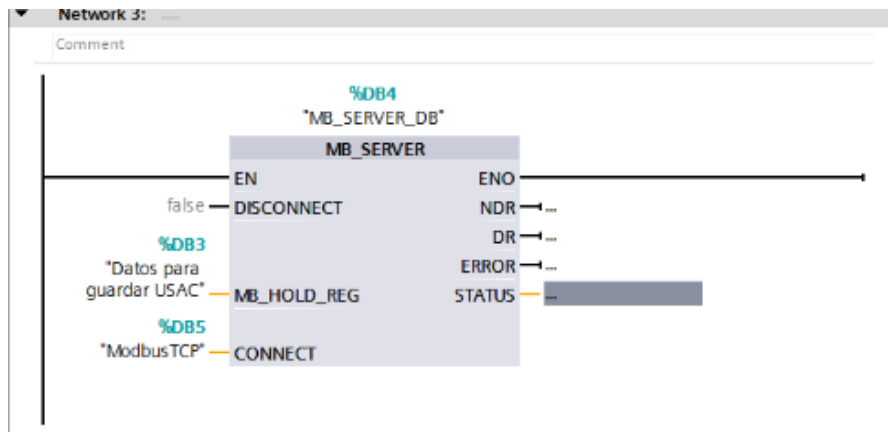 Network 3: ......
Comment
%DB4
"MB_SERVER_DB"
MB_SERVER
EN ENO
false DISCONNECT NDR ...
%DB3 DR ...
"Datos para ERROR ...
guardar USAC" MB_HOLD_REG STATUS ...
%DB5
"ModbusTCP" CONNECT